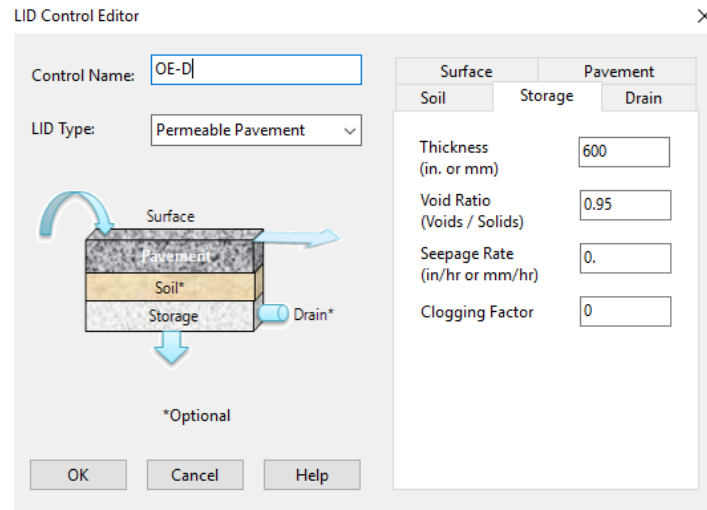 LID Control Editor
Control Name: OE-D
LID Type: Permeable Pavement
Surface
Pavement
Soil*
Storage
Drain*
*Optional
OK Cancel Help
Surface Pavement
Soil Storage Drain
Thickness 600
(in. or mm)
Void Ratio 0.95
(Voids / Solids)
Seepage Rate 0.
(in/hr or mm/hr)
Clogging Factor 0